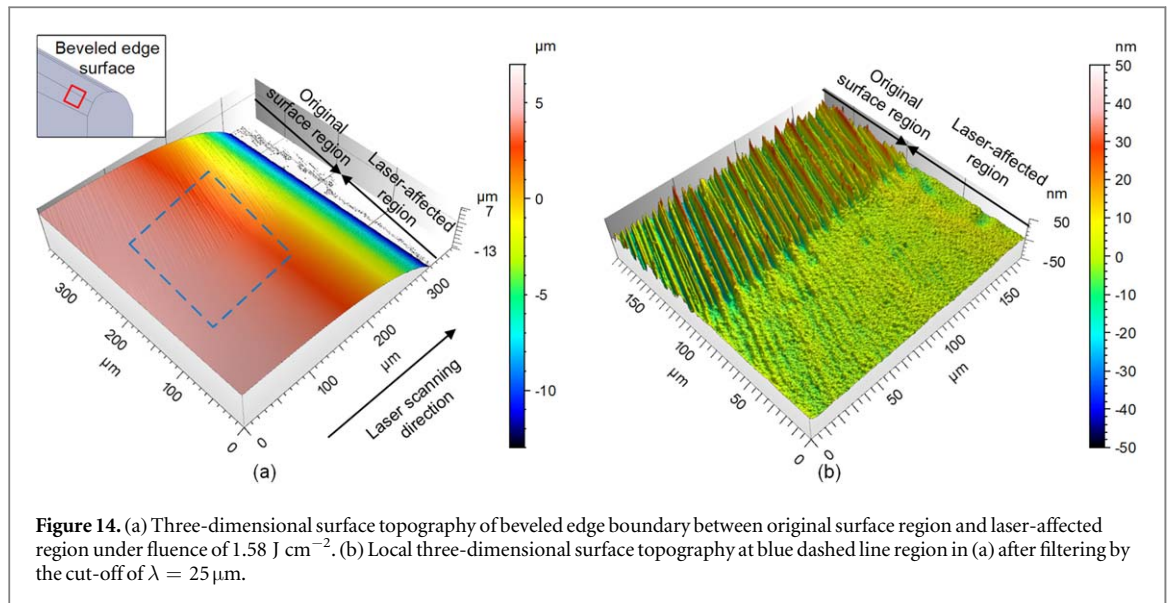 Beveled edge
surface
Original
surface region
Laser-affected
region
µm
7
-13
300
200
100
0
µm
0
100
200
300
µm
Laser scanning
direction
µm
5
0
-5
-10
(a)
Original
surface region
Laser-affected
region
nm
50
-50
150
100
50
0
µm
0
50
100
150
µm
nm
50
40
30
20
10
0
-10
-20
-30
-40
-50
(b)
Figure 14. (a) Three-dimensional surface topography of beveled edge boundary between original surface region and laser-affected
region under fluence of 1.58 J cm⁻². (b) Local three-dimensional surface topography at blue dashed line region in (a) after filtering by
the cut-off of λ = 25 µm.